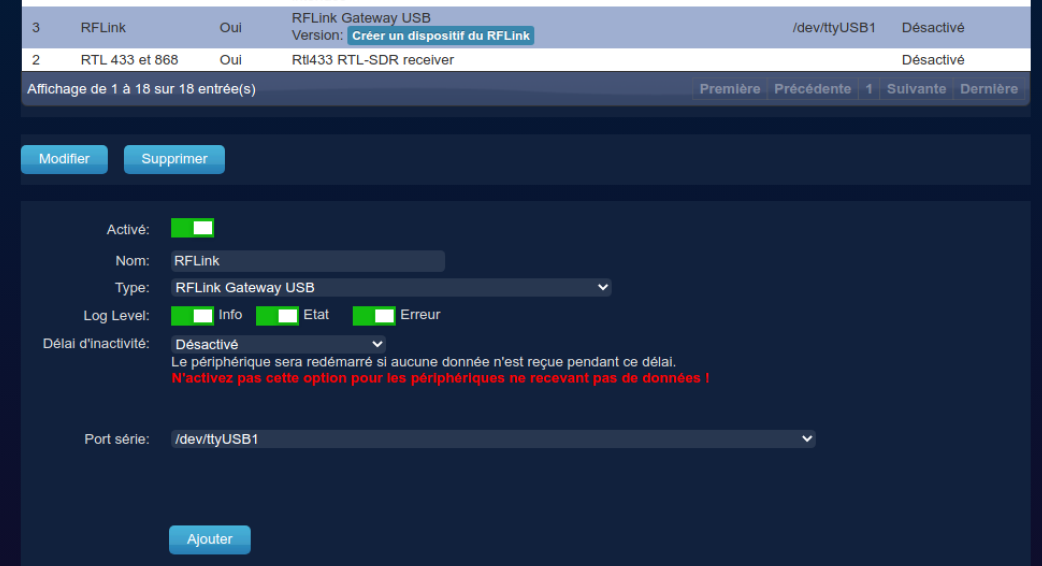 3 RFLink Oui RFLink Gateway USB /dev/ttyUSB1 Désactivé
Version: Créer un dispositif du RFLink
2 RTL 433 et 868 Oui Rtl433 RTL-SDR receiver Désactivé
Affichage de 1 à 18 sur 18 entrée(s) Première Précédente 1 Suivante Dernière
Modifier Supprimer
Activé:
Nom: RFLink
Type: RFLink Gateway USB
Log Level: Info Etat Erreur
Délai d'inactivité: Désactivé
Le périphérique sera redémarré si aucune donnée n'est reçue pendant ce délai.
N'activez pas cette option pour les périphériques ne recevant pas de données !
Port série: /dev/ttyUSB1
Ajouter